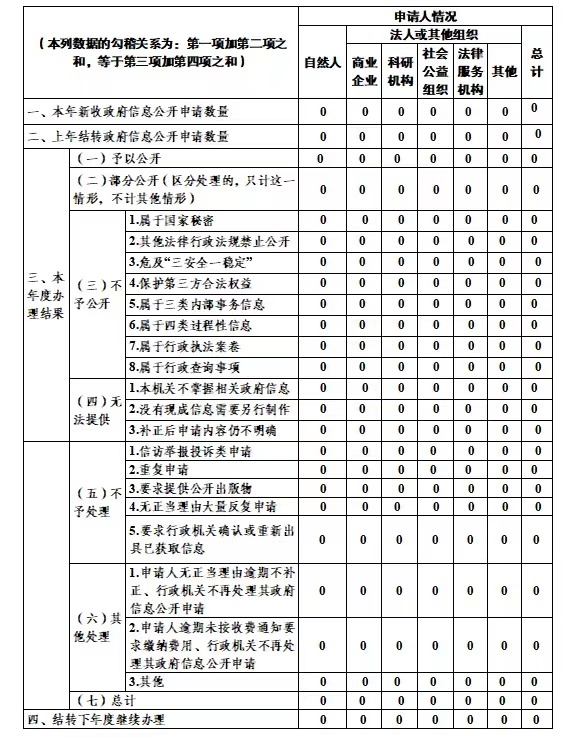 （本列数据的勾稽关系为：第一项加第二项之
和，等于第三项加第四项之和）
申请人情况
自然人
法人或其他组织
总
计
商业
企业
科研
机构
社会
公益
组织
法律
服务
机构
其他
一、本年新收政府信息公开申请数量 0 0 0 0 0 0 0
二、上年结转政府信息公开申请数量 0 0 0 0 0 0 0
三、本
年度办
理结果
（一）予以公开 0 0 0 0 0 0 0
（二）部分公开（区分处理的，只计这一
情形，不计其他情形） 0 0 0 0 0 0 0
（三）不
予公开
1.属于国家秘密 0 0 0 0 0 0 0
2.其他法律行政法规禁止公开 0 0 0 0 0 0 0
3.危及“三安全一稳定” 0 0 0 0 0 0 0
4.保护第三方合法权益 0 0 0 0 0 0 0
5.属于三类内部事务信息 0 0 0 0 0 0 0
6.属于四类过程性信息 0 0 0 0 0 0 0
7.属于行政执法案卷 0 0 0 0 0 0 0
8.属于行政查询事项 0 0 0 0 0 0 0
（四）无
法提供
1.本机关不掌握相关政府信息 0 0 0 0 0 0 0
2.没有现成信息需要另行制作 0 0 0 0 0 0 0
3.补正后申请内容仍不明确 0 0 0 0 0 0 0
（五）不
予处理
1.信访举报投诉类申请 0 0 0 0 0 0 0
2.重复申请 0 0 0 0 0 0 0
3.要求提供公开出版物 0 0 0 0 0 0 0
4.无正当理由大量反复申请 0 0 0 0 0 0 0
5.要求行政机关确认或重新出
具已获取信息 0 0 0 0 0 0 0
（六）其
他处理
1.申请人无正当理由逾期不补
正、行政机关不再处理其政府
信息公开申请 0 0 0 0 0 0 0
2.申请人逾期未按收费通知要
求缴纳费用、行政机关不再处
理其政府信息公开申请 0 0 0 0 0 0 0
3.其他 0 0 0 0 0 0 0
（七）总计 0 0 0 0 0 0 0
四、结转下年度继续办理 0 0 0 0 0 0 0